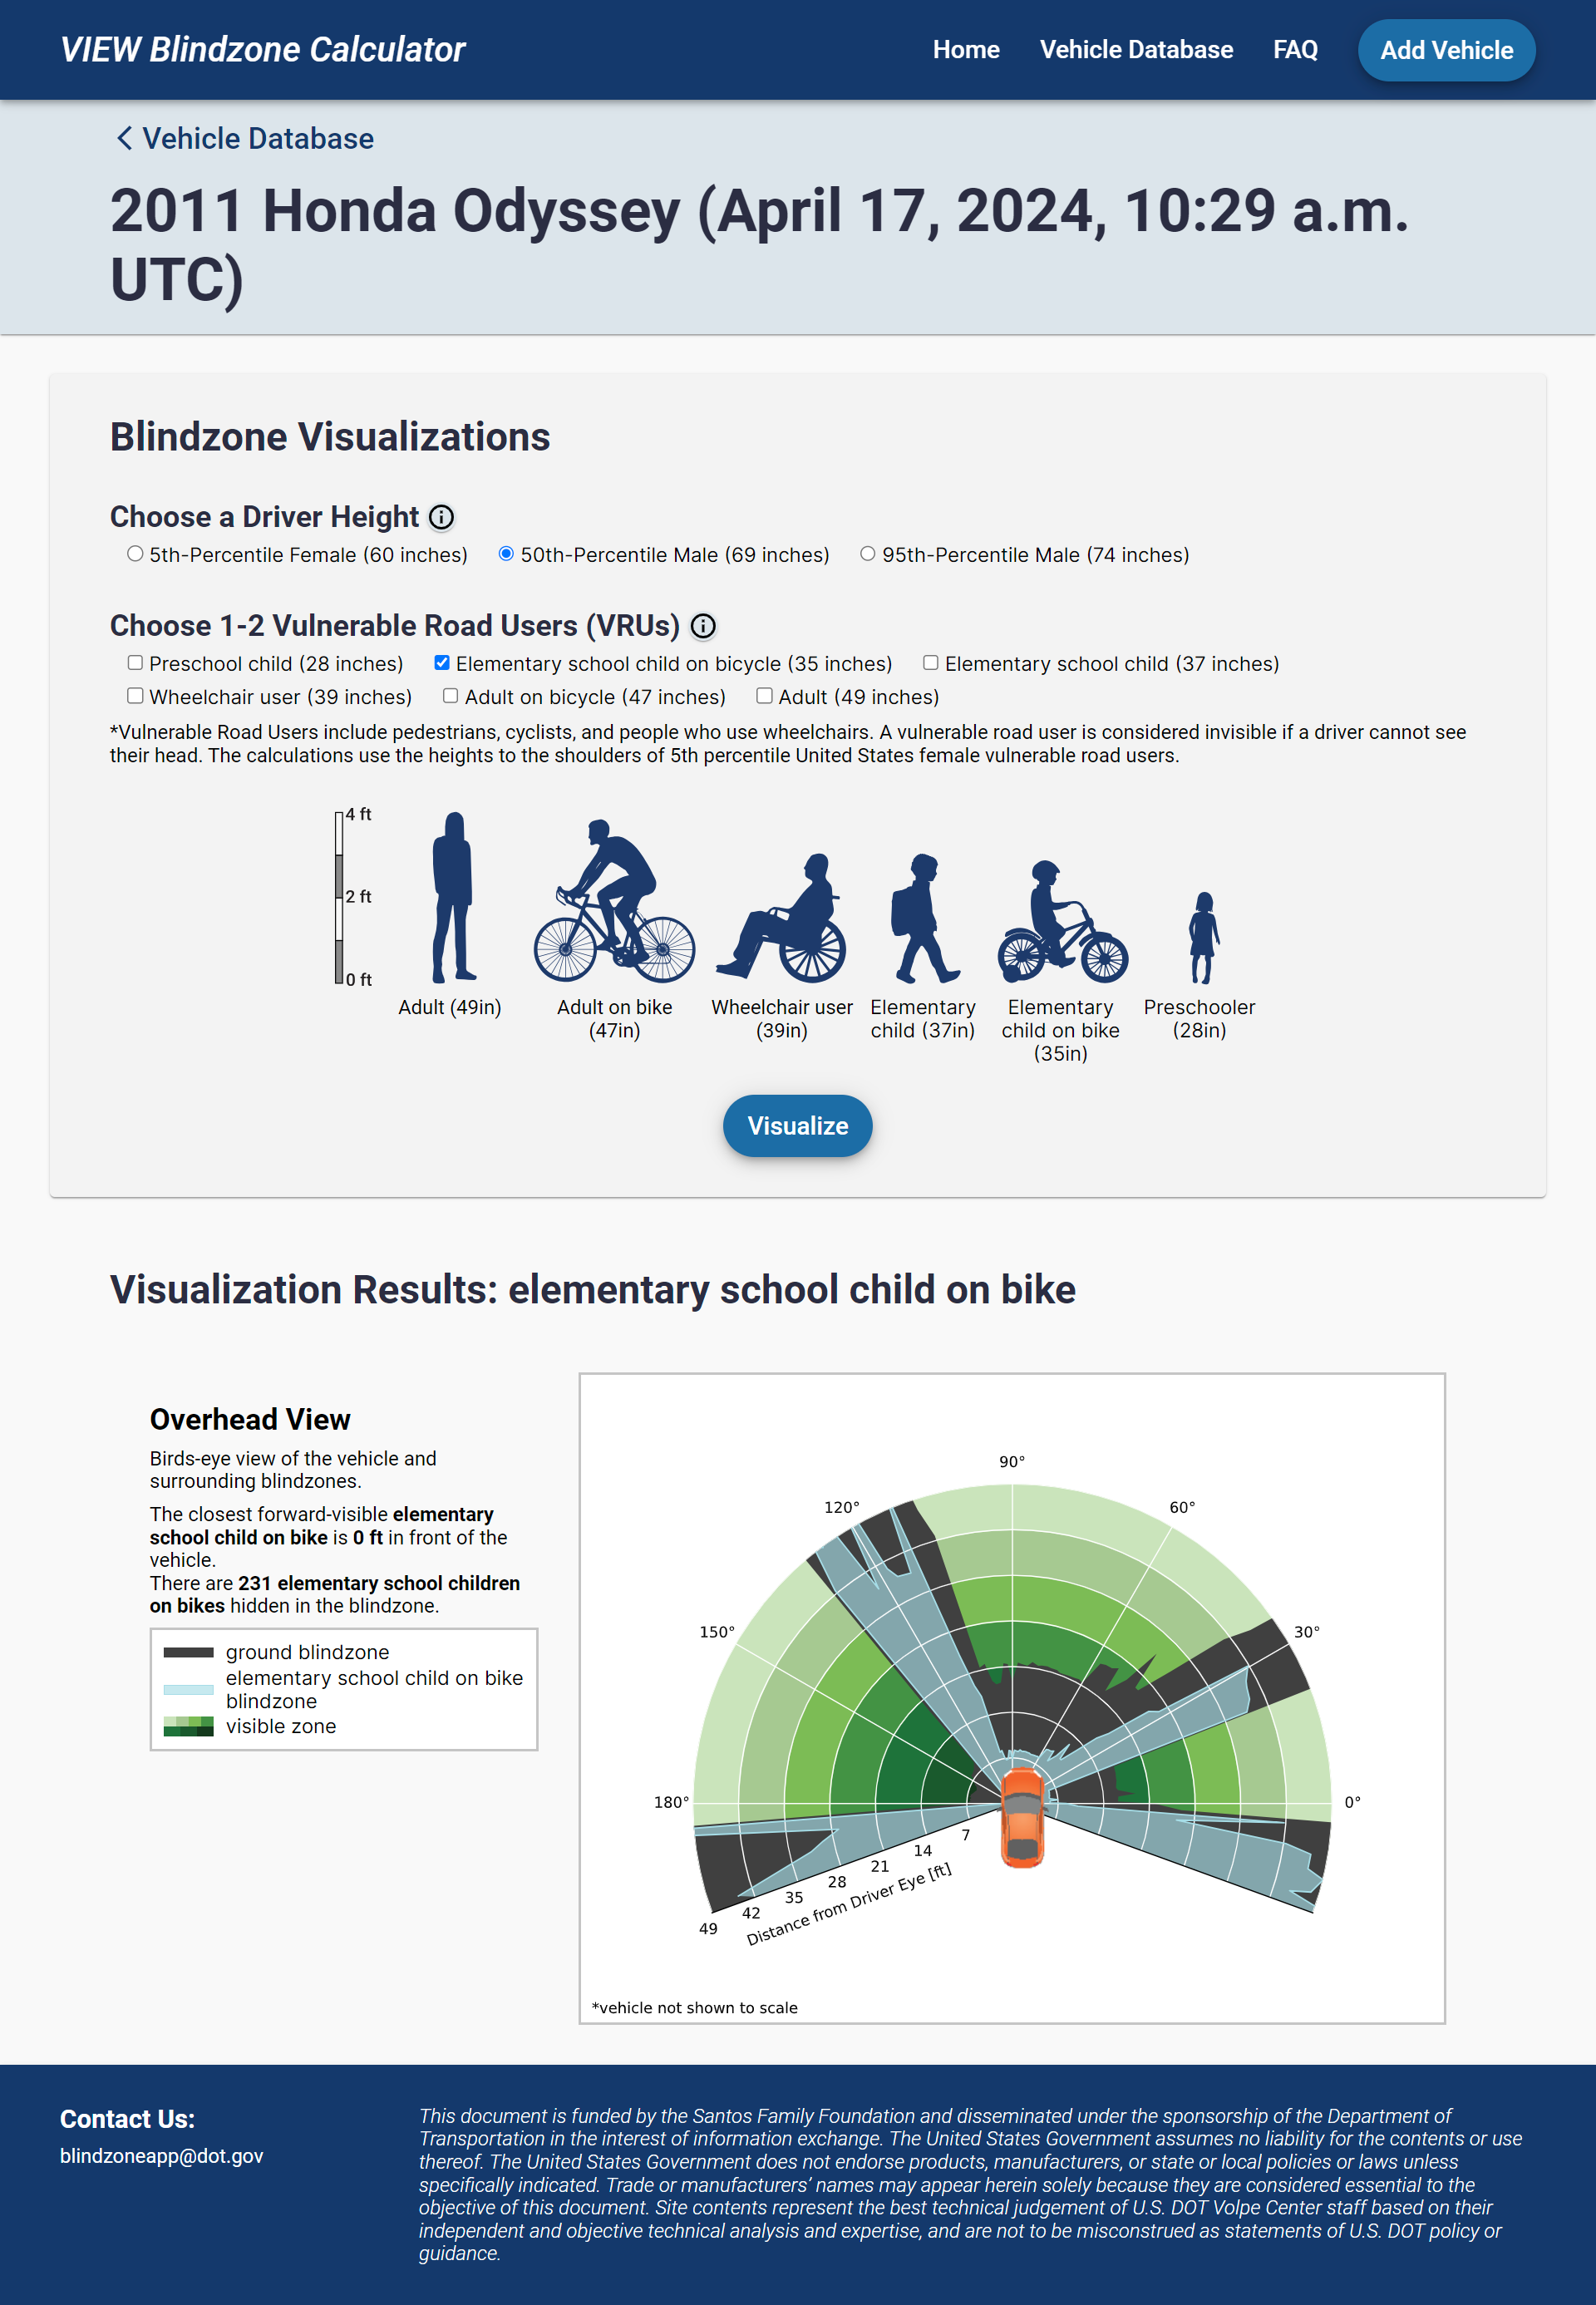 VIEW Blindzone Calculator
Home
Vehicle Database
FAQ
Add Vehicle
Vehicle Database
2011 Honda Odyssey (April 17, 2024, 10:29 a.m.
UTC)
Blindzone Visualizations
Choose a Driver Height
5th-Percentile Female (60 inches)
50th-Percentile Male (69 inches)
95th-Percentile Male (74 inches)
Choose 1-2 Vulnerable Road Users (VRUs)
Preschool child (28 inches)
Elementary school child on bicycle (35 inches)
Elementary school child (37 inches)
Wheelchair user (39 inches)
Adult on bicycle (47 inches)
Adult (49 inches)
*Vulnerable Road Users include pedestrians, cyclists, and people who use wheelchairs. A vulnerable road user is considered invisible if a driver cannot see
their head. The calculations use the heights to the shoulders of 5th percentile United States female vulnerable road users.
4 ft
2 ft
0 ft
Adult (49in)
Adult on bike
(47in)
Wheelchair user
(39in)
Elementary
child (37in)
Elementary
child on bike
(35in)
Preschooler
(28in)
Visualize
Visualization Results: elementary school child on bike
Overhead View
Birds-eye view of the vehicle and
surrounding blindzones.
The closest forward-visible elementary
school child on bike is 0 ft in front of the
vehicle.
There are 231 elementary school children
on bikes hidden in the blindzone.
ground blindzone
elementary school child on bike
blindzone
visible zone
90°
120°
60°
150°
30°
180°
0°
7
14
21
28
35
42
49
Distance from Driver Eye [ft]
*vehicle not shown to scale
Contact Us:
blindzoneapp@dot.gov
This document is funded by the Santos Family Foundation and disseminated under the sponsorship of the Department of
Transportation in the interest of information exchange. The United States Government assumes no liability for the contents or use
thereof. The United States Government does not endorse products, manufacturers, or state or local policies or laws unless
specifically indicated. Trade or manufacturers’ names may appear herein solely because they are considered essential to the
objective of this document. Site contents represent the best technical judgement of U.S. DOT Volpe Center staff based on their
independent and objective technical analysis and expertise, and are not to be misconstrued as statements of U.S. DOT policy or
guidance.